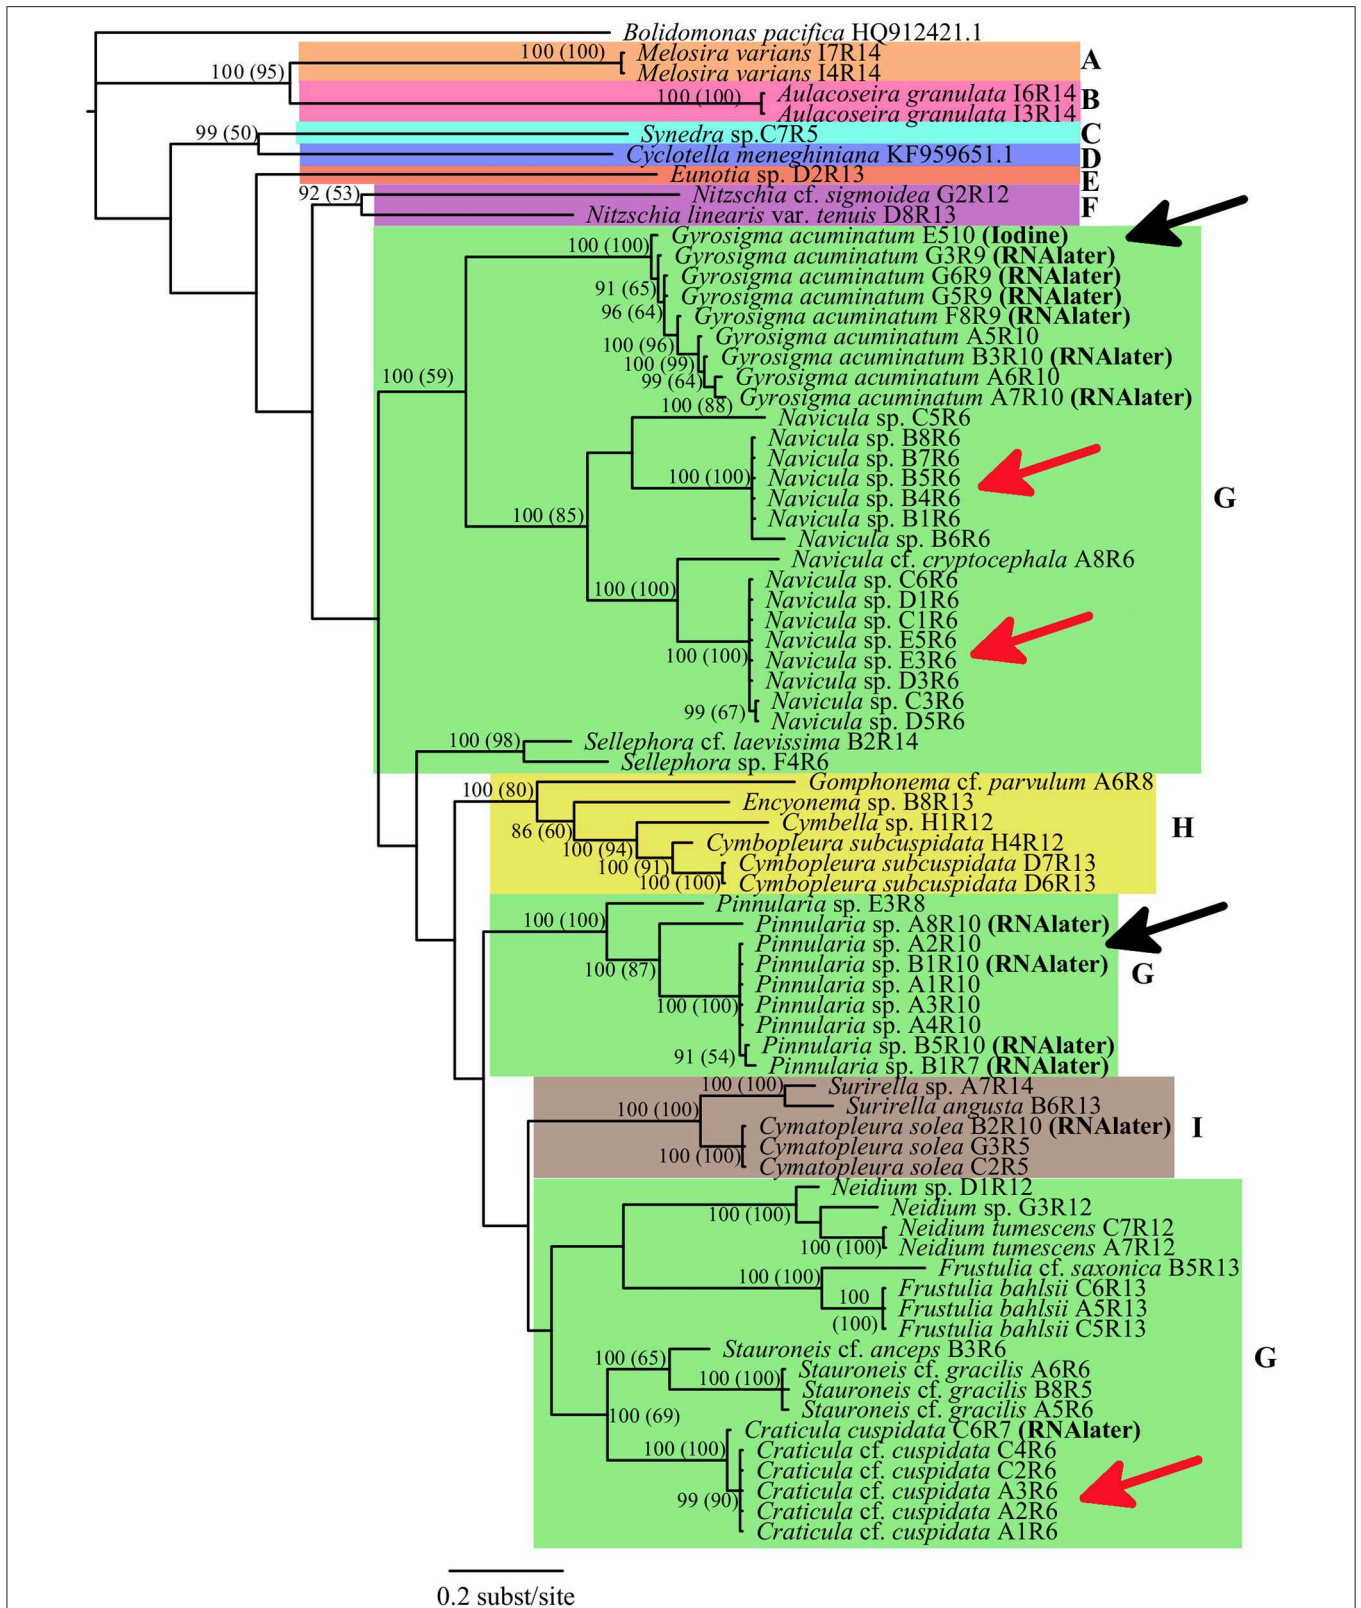 Bolidomonas pacifica HQ912421.1
100 (100)
Melosira varians I7R14
A
100 (95)
Melosira varians I4R14
100 (100)
Aulacoseira granulata I6R14
B
Aulacoseira granulata I3R14
99 (50)
Synedra sp.C7R5
C
Cyclotella meneghiniana KF959651.1
D
Eunotia sp. D2R13
E
92 (53)
Nitzschia cf. sigmoidea G2R12
Nitzschia linearis var. tenuis D8R13
F
100 (100)
Gyrosigma acuminatum E510 (Iodine)
Gyrosigma acuminatum G3R9 (RNAlater)
Gyrosigma acuminatum G6R9 (RNAlater)
91 (65)
Gyrosigma acuminatum G5R9 (RNAlater)
96 (64)
Gyrosigma acuminatum F8R9 (RNAlater)
Gyrosigma acuminatum A5R10
100 (96)
Gyrosigma acuminatum B3R10 (RNAlater)
100 (99)
100 (59)
99 (64)
Gyrosigma acuminatum A6R10
Gyrosigma acuminatum A7R10 (RNAlater)
100 (88)
Navicula sp. C5R6
Navicula sp. B8R6
Navicula sp. B7R6
100 (100)
Navicula sp. B5R6
Navicula sp. B4R6
G
100 (85)
Navicula sp. B1R6
Navicula sp. B6R6
Navicula cf. cryptocephala A8R6
Navicula sp. C6R6
100 (100)
Navicula sp. D1R6
Navicula sp. C1R6
Navicula sp. E5R6
100 (100)
Navicula sp. E3R6
Navicula sp. D3R6
Navicula sp. C3R6
99 (67)
Navicula sp. D5R6
100 (98)
Sellephora cf. laevissima B2R14
Sellephora sp. F4R6
Gomphonema cf. parvulum A6R8
100 (80)
Encyonema sp. B8R13
86 (60)
Cymbella sp. H1R12
H
100 (94)
Cymbopleura subcuspidata H4R12
100 (91)
Cymbopleura subcuspidata D7R13
100 (100)
Cymbopleura subcuspidata D6R13
Pinnularia sp. E3R8
100 (100)
Pinnularia sp. A8R10 (RNAlater)
Pinnularia sp. A2R10
100 (87)
Pinnularia sp. B1R10 (RNAlater)
G
Pinnularia sp. A1R10
100 (100)
Pinnularia sp. A3R10
Pinnularia sp. A4R10
Pinnularia sp. B5R10 (RNAlater)
91 (54)
Pinnularia sp. B1R7 (RNAlater)
100 (100)
Surirella sp. A7R14
100 (100)
Surirella angusta B6R13
Cymatopleura solea B2R10 (RNAlater)
I
Cymatopleura solea G3R5
100 (100)
Cymatopleura solea C2R5
Neidium sp. D1R12
100 (100)
Neidium sp. G3R12
Neidium tumescens C7R12
100 (100)
Neidium tumescens A7R12
100 (100)
Frustulia cf. saxonica B5R13
100
(100)
Frustulia bahlsii C6R13
Frustulia bahlsii A5R13
Frustulia bahlsii C5R13
Stauroneis cf. anceps B3R6
G
100 (65)
Stauroneis cf. gracilis A6R6
100 (100)
Stauroneis cf. gracilis B8R5
Stauroneis cf. gracilis A5R6
100 (69)
Craticula cuspidata C6R7 (RNAlater)
100 (100)
Craticula cf. cuspidata C4R6
Craticula cf. cuspidata C2R6
99 (90)
Craticula cf. cuspidata A3R6
Craticula cf. cuspidata A2R6
Craticula cf. cuspidata A1R6
0.2 subst/site